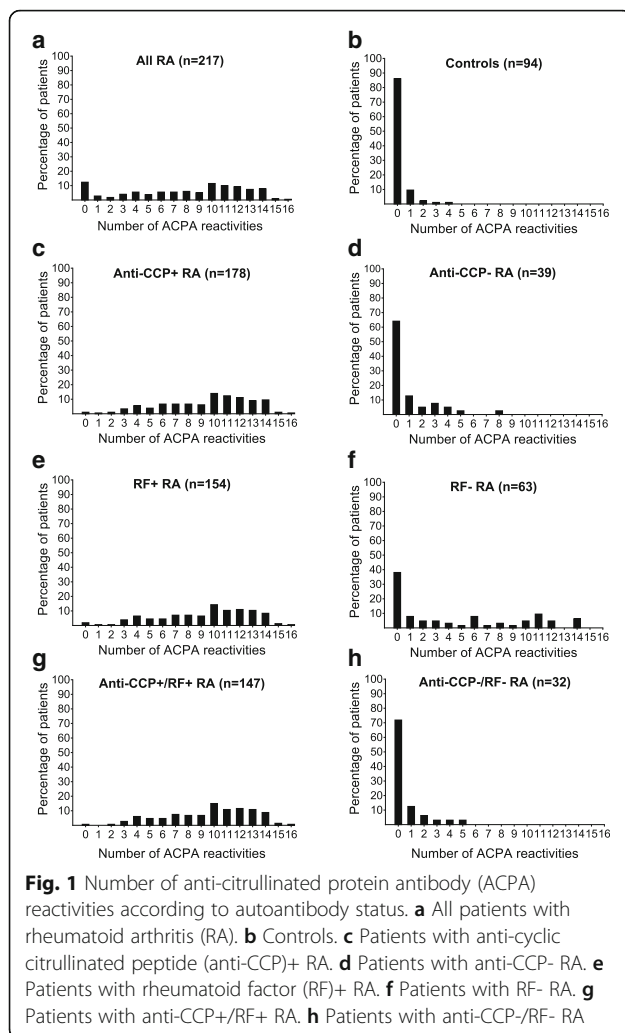 a
All RA (n=217)
Percentage of patients
100
90
80
70
60
50
40
30
20
10
0 1 2 3 4 5 6 7 8 9 10 11 12 13 14 15 16
Number of ACPA reactivities
b
Controls (n=94)
Percentage of patients
100
90
80
70
60
50
40
30
20
10
0 1 2 3 4 5 6 7 8 9 10 11 12 13 14 15 16
Number of ACPA reactivities
c
Anti-CCP+ RA (n=178)
Percentage of patients
100
90
80
70
60
50
40
30
20
10
0 1 2 3 4 5 6 7 8 9 10 11 12 13 14 15 16
Number of ACPA reactivities
d
Anti-CCP- RA (n=39)
Percentage of patients
100
90
80
70
60
50
40
30
20
10
0 1 2 3 4 5 6 7 8 9 10 11 12 13 14 15 16
Number of ACPA reactivities
e
RF+ RA (n=154)
Percentage of patients
100
90
80
70
60
50
40
30
20
10
0 1 2 3 4 5 6 7 8 9 10 11 12 13 14 15 16
Number of ACPA reactivities
f
RF- RA (n=63)
Percentage of patients
100
90
80
70
60
50
40
30
20
10
0 1 2 3 4 5 6 7 8 9 10 11 12 13 14 15 16
Number of ACPA reactivities
g
Anti-CCP+/RF+ RA (n=147)
Percentage of patients
100
90
80
70
60
50
40
30
20
10
0 1 2 3 4 5 6 7 8 9 10 11 12 13 14 15 16
Number of ACPA reactivities
h
Anti-CCP-/RF- RA (n=32)
Percentage of patients
100
90
80
70
60
50
40
30
20
10
0 1 2 3 4 5 6 7 8 9 10 11 12 13 14 15 16
Number of ACPA reactivities
Fig. 1 Number of anti-citrullinated protein antibody (ACPA)
reactivities according to autoantibody status. a All patients with
rheumatoid arthritis (RA). b Controls. c Patients with anti-cyclic
citrullinated peptide (anti-CCP)+ RA. d Patients with anti-CCP- RA. e
Patients with rheumatoid factor (RF)+ RA. f Patients with RF- RA. g
Patients with anti-CCP+/RF+ RA. h Patients with anti-CCP-/RF- RA